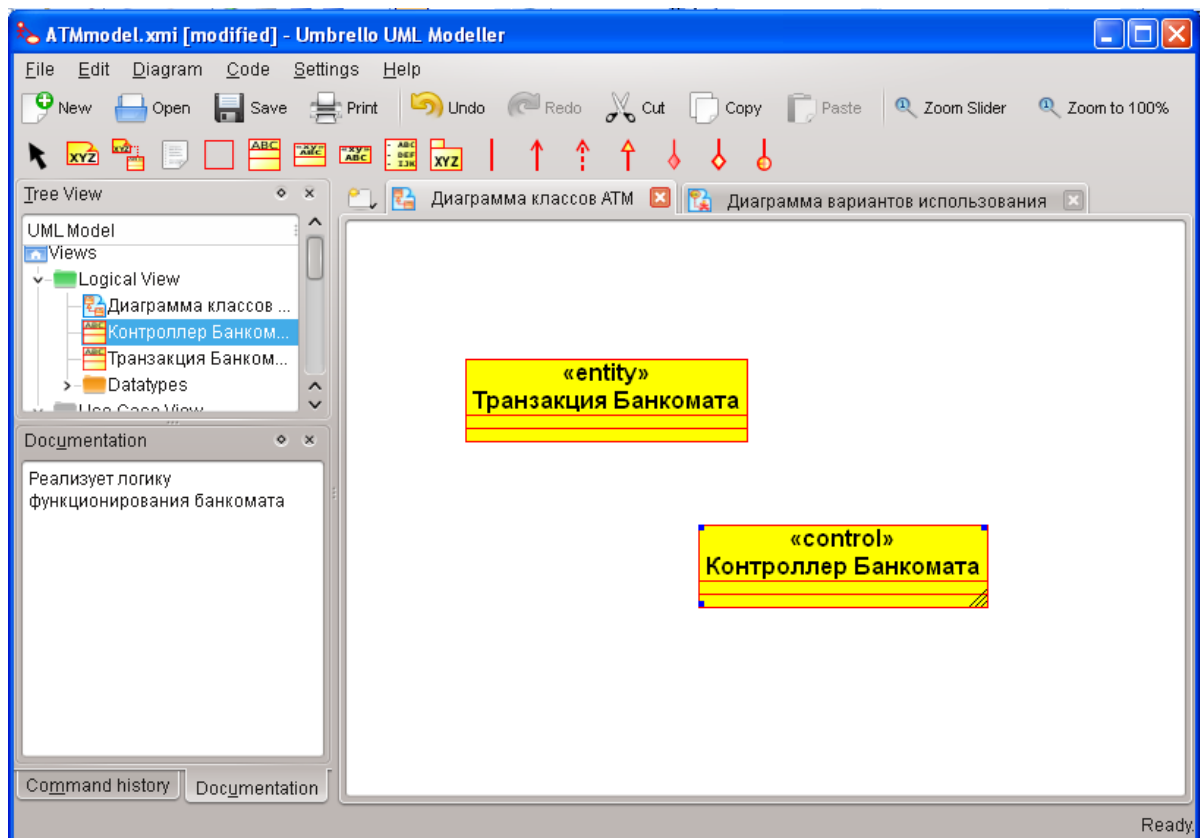 ATMmodel.xmi [modified] - Umbrello UML Modeller
File Edit Diagram Code Settings Help
New Open Save Print Undo Redo Cut Copy Paste Zoom Slider Zoom to 100%
Tree View
Диаграмма классов ATM
Диаграмма вариантов использования
UML Model
Views
Logical View
Диаграмма классов ...
Контроллер Банком...
Транзакция Банком...
Datatypes
Use Case View
«entity»
Транзакция Банкомата
Documentation
Реализует логику
функционирования банкомата
«control»
Контроллер Банкомата
Command history
Documentation
Ready.